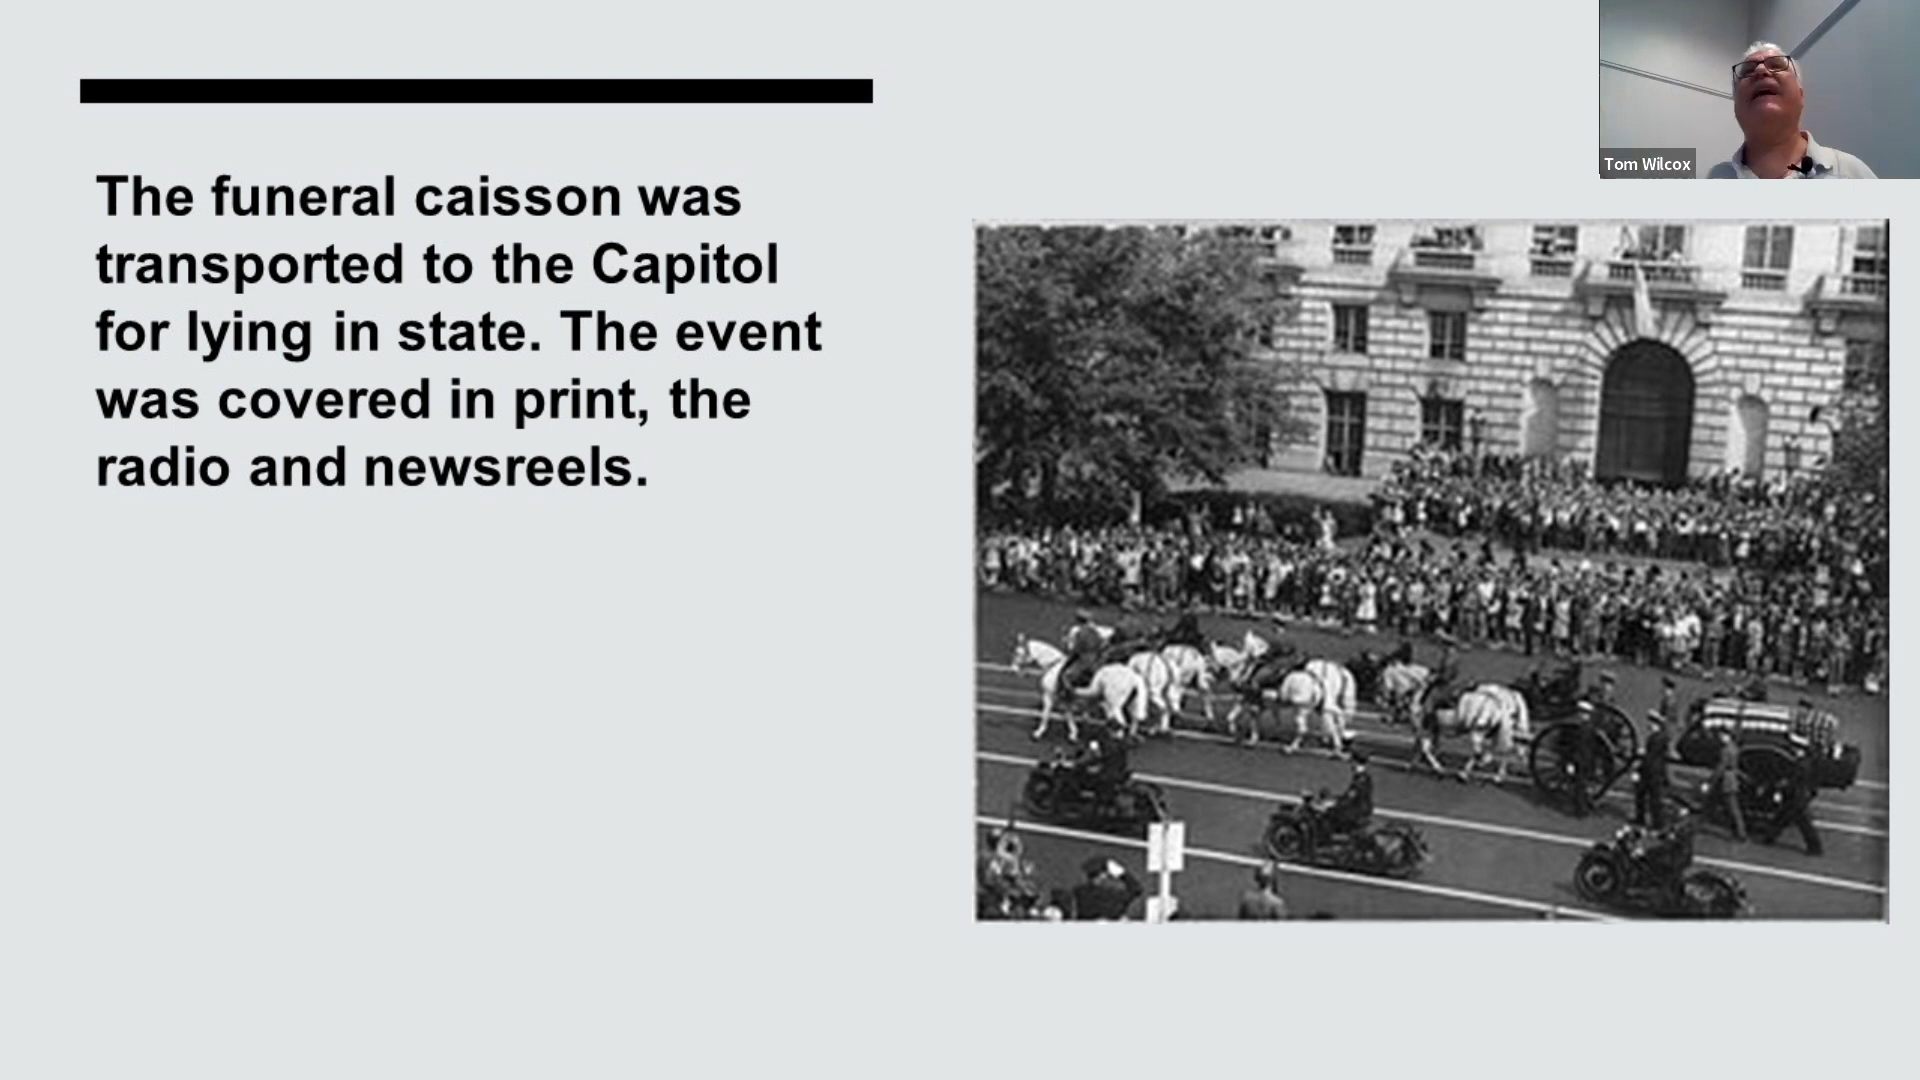 The funeral caisson was
transported to the Capitol
for lying in state. The event
was covered in print, the
radio and newsreels.
Tom Wilcox